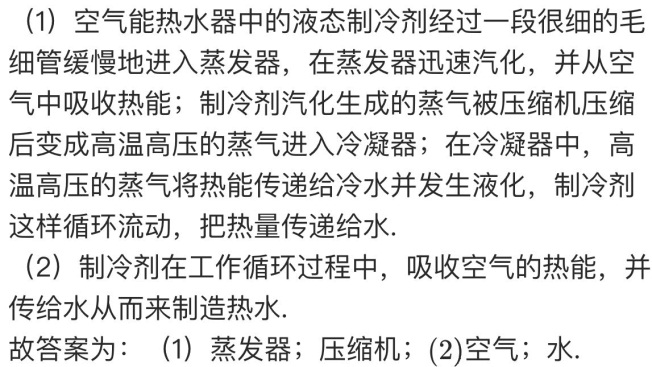 （1）空气能热水器中的液态制冷剂经过一段很细的毛
细管缓慢地进入蒸发器，在蒸发器迅速汽化，并从空
气中吸收热能；制冷剂汽化生成的蒸气被压缩机压缩
后变成高温高压的蒸气进入冷凝器；在冷凝器中，高
温高压的蒸气将热能传递给冷水并发生液化，制冷剂
这样循环流动，把热量传递给水.
（2）制冷剂在工作循环过程中，吸收空气的热能，并
传给水从而来制造热水.
故答案为：（1）蒸发器；压缩机；(2)空气；水.